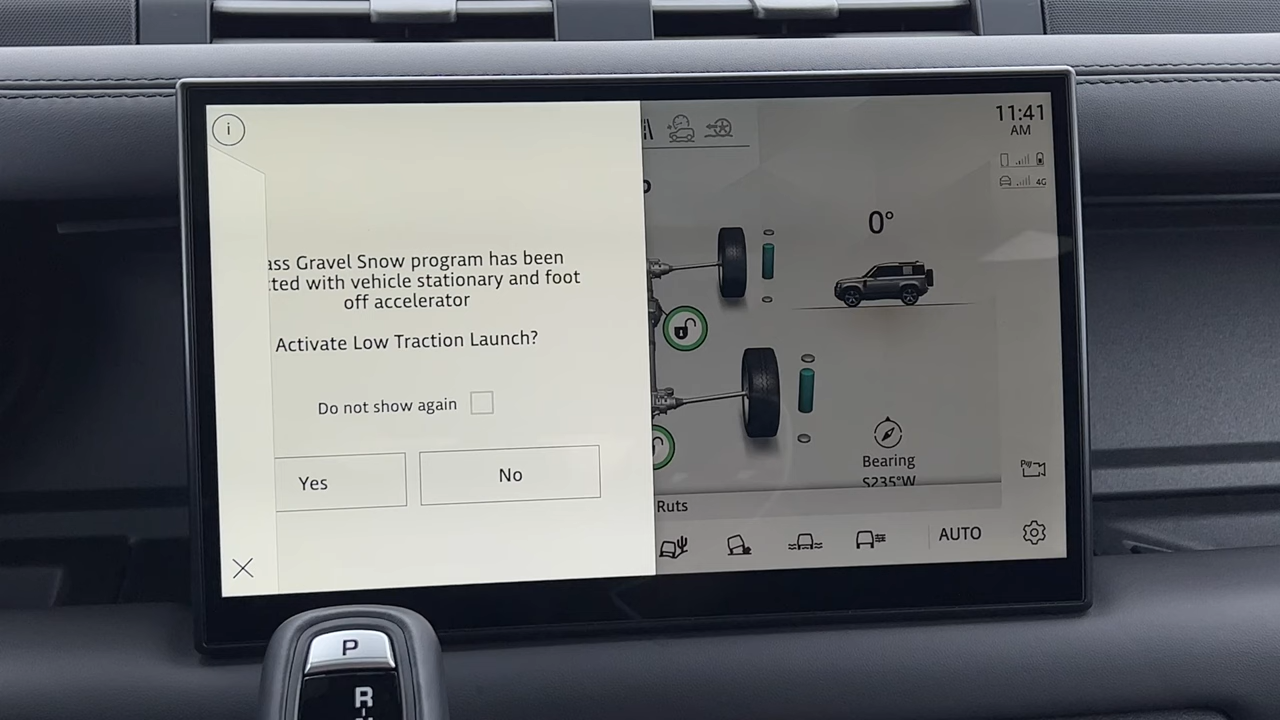 i
ass Gravel Snow program has been
ted with vehicle stationary and foot
off accelerator
Activate Low Traction Launch?
Do not show again
Yes
No
11:41
AM
4G
0°
Bearing
S235°W
Ruts
AUTO
P
R